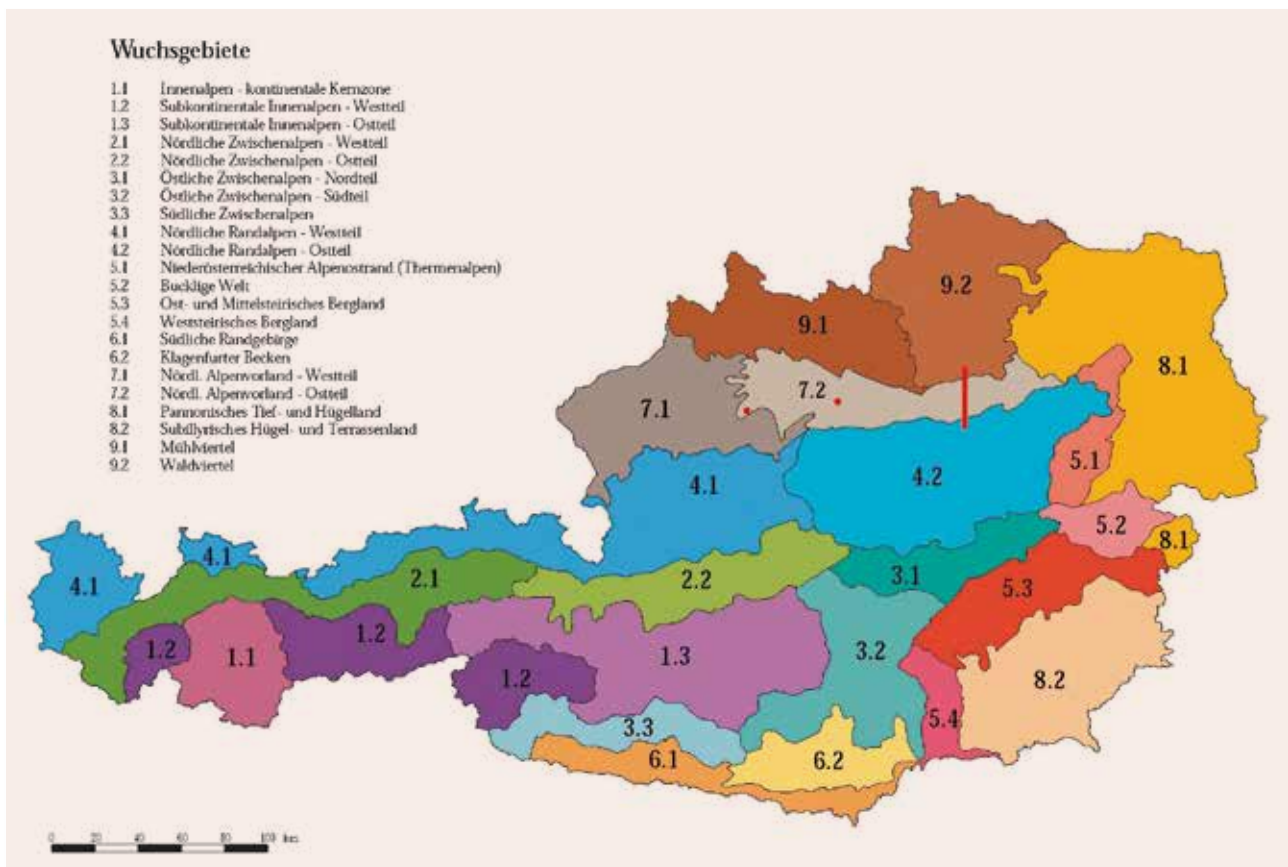 Wuchsgebiete
1.1 Innenalpen - kontinentale Kernzone
1.2 Subkontinentale Innenalpen - Westteil
1.3 Subkontinentale Innenalpen - Ostteil
2.1 Nördliche Zwischenalpen - Westteil
2.2 Nördliche Zwischenalpen - Ostteil
3.1 Östliche Zwischenalpen - Nordteil
3.2 Östliche Zwischenalpen - Südteil
3.3 Südliche Zwischenalpen
4.1 Nördliche Randalpen - Westteil
4.2 Nördliche Randalpen - Ostteil
5.1 Niederösterreichischer Alpenostrand (Thermenalpen)
5.2 Bucklige Welt
5.3 Ost- und Mittelsteirisches Bergland
5.4 Weststeirisches Bergland
6.1 Südliche Randgebirge
6.2 Klagenfurter Becken
7.1 Nördl. Alpenvorland - Westteil
7.2 Nördl. Alpenvorland - Ostteil
8.1 Pannonisches Tief- und Hügelland
8.2 Subillyrisches Hügel- und Terrassenland
9.1 Mühlviertel
9.2 Waldviertel
9.2
9.1
8.1
7.2
7.1
5.1
4.2
4.1
5.2
8.1
4.1
4.1
2.1
2.2
3.1
5.3
1.2
1.1
1.2
1.3
3.2
1.2
8.2
5.4
3.3
6.1
6.2
0 20 40 60 80 100 km